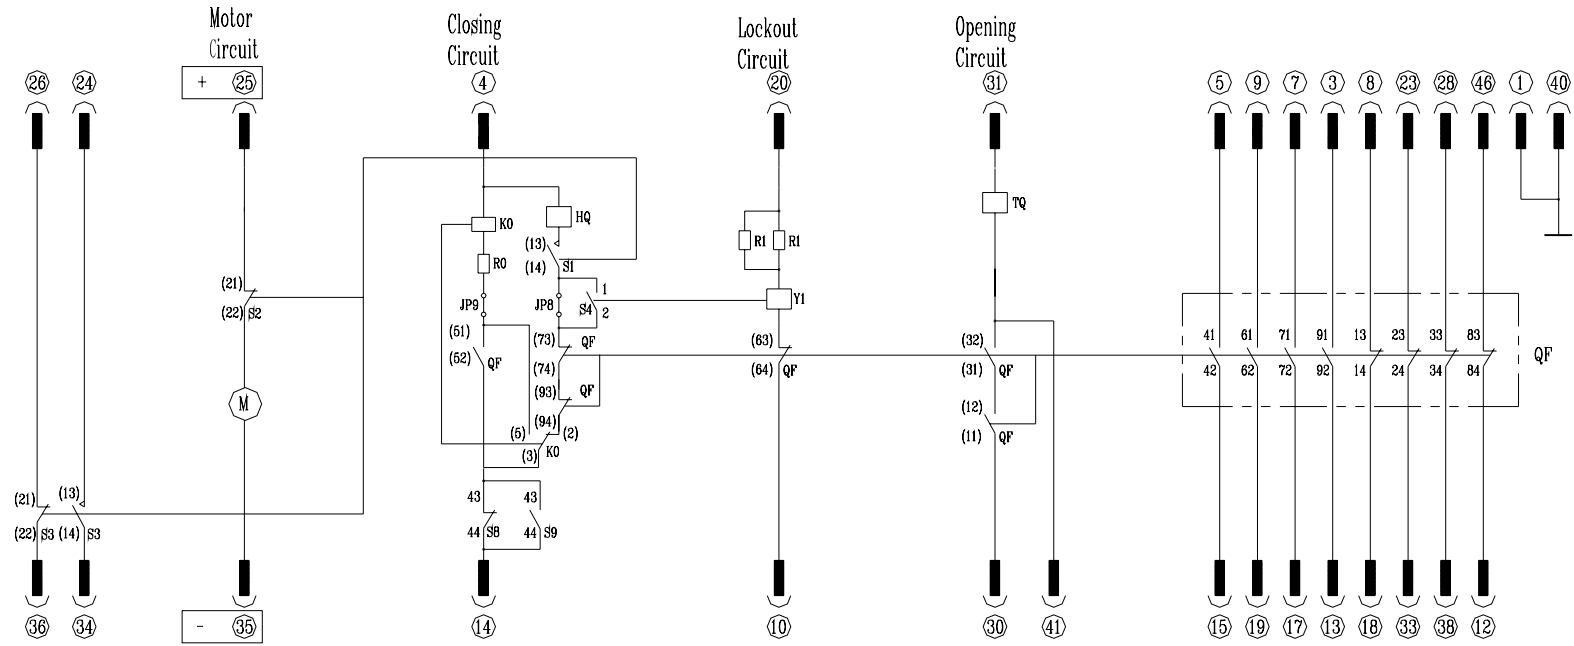 Motor
Circuit
Closing
Circuit
Lockout
Circuit
Opening
Circuit
26 24 + 25 4 20 31 5 9 7 3 8 23 28 46 1 40
K0
HQ
TQ
(13)
R1 R1
R0
(14) S1
(21)
(22) S2
JP9
JP8
1
S4
2
Y1
(51)
(52)
QF
(73)
QF
(74)
(63)
(64) QF
(32)
(31) QF
41 61 71 91 13 23 33 83
42 62 72 92 14 24 34 84
QF
M
(93)
QF
(94)
(12)
(11) QF
(5)
(2)
(3) K0
(21)
(22) S3
(13)
(14) S3
43
44 S8
43
44 S9
36 34 - 35 14 10 30 41 15 19 17 13 18 33 38 12